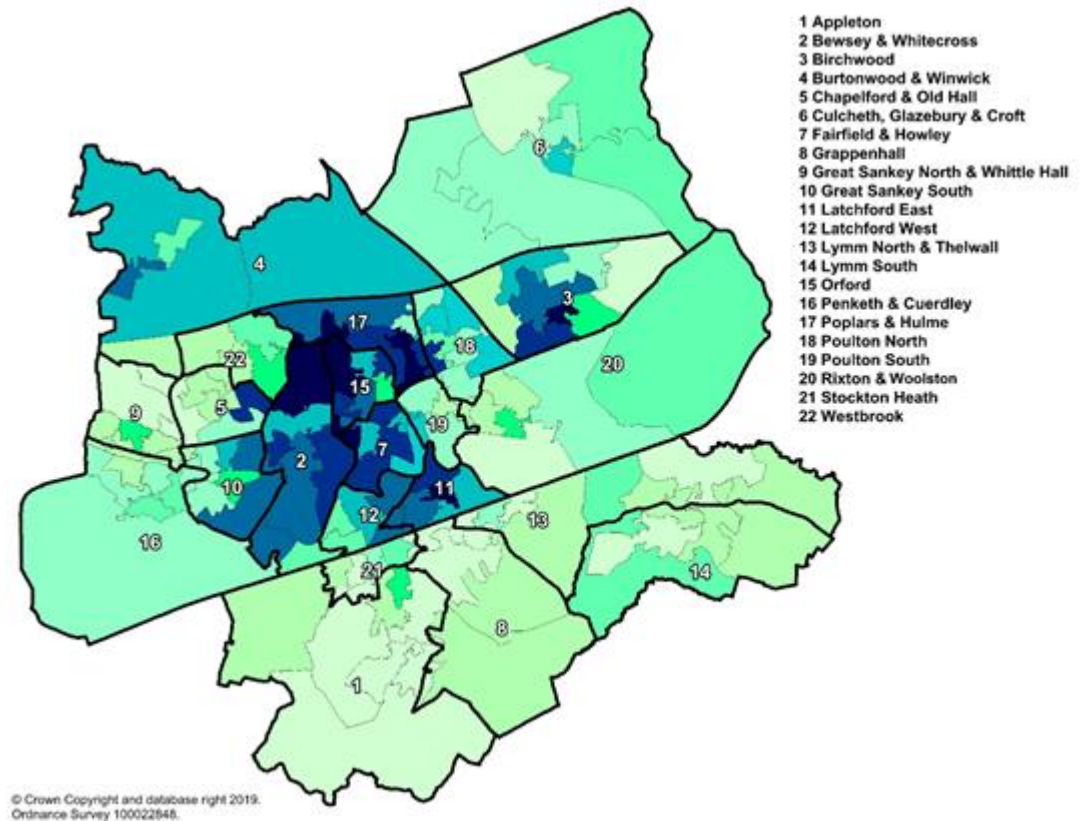 1 Appleton
2 Bewsey & Whitecross
3 Birchwood
4 Burtonwood & Winwick
5 Chapelford & Old Hall
6 Culcheth, Glazebury & Croft
7 Fairfield & Howley
8 Grappenhall
9 Great Sankey North & Whittle Hall
10 Great Sankey South
11 Latchford East
12 Latchford West
13 Lymm North & Thelwall
14 Lymm South
15 Orford
16 Penketh & Cuerdley
17 Poplars & Hulme
18 Poulton North
19 Poulton South
20 Rixton & Woolston
21 Stockton Heath
22 Westbrook
6
4
3
17
18
22
20
15
5
9
19
7
2
10
11
12
13
16
21
14
8
1
© Crown Copyright and database right 2019.
Ordnance Survey 100022848.